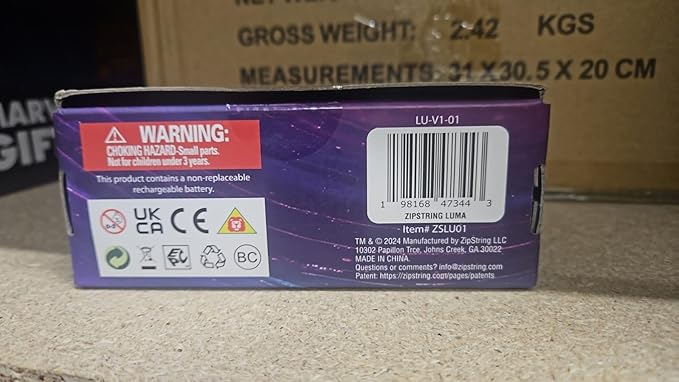 GROSS WEIGHT: 2.42 KGS
MEASUREMENTS: 31 X 30.5 X 20 CM
LU-V1-01
WARNING:
CHOKING HAZARD-Small parts.
Not for children under 3 years.
This product contains a non-replaceable
rechargeable battery.
UK
CA
CE
BC
1 98168 47344 3
ZIPSTRING LUMA
Item# ZSLU01
TM & © 2024 Manufactured by ZipString LLC
10302 Papillon Trce, Johns Creek, GA 30022
MADE IN CHINA.
Questions or comments? info@zipstring.com
Patent: https://zipstring.cgt/pages/patents